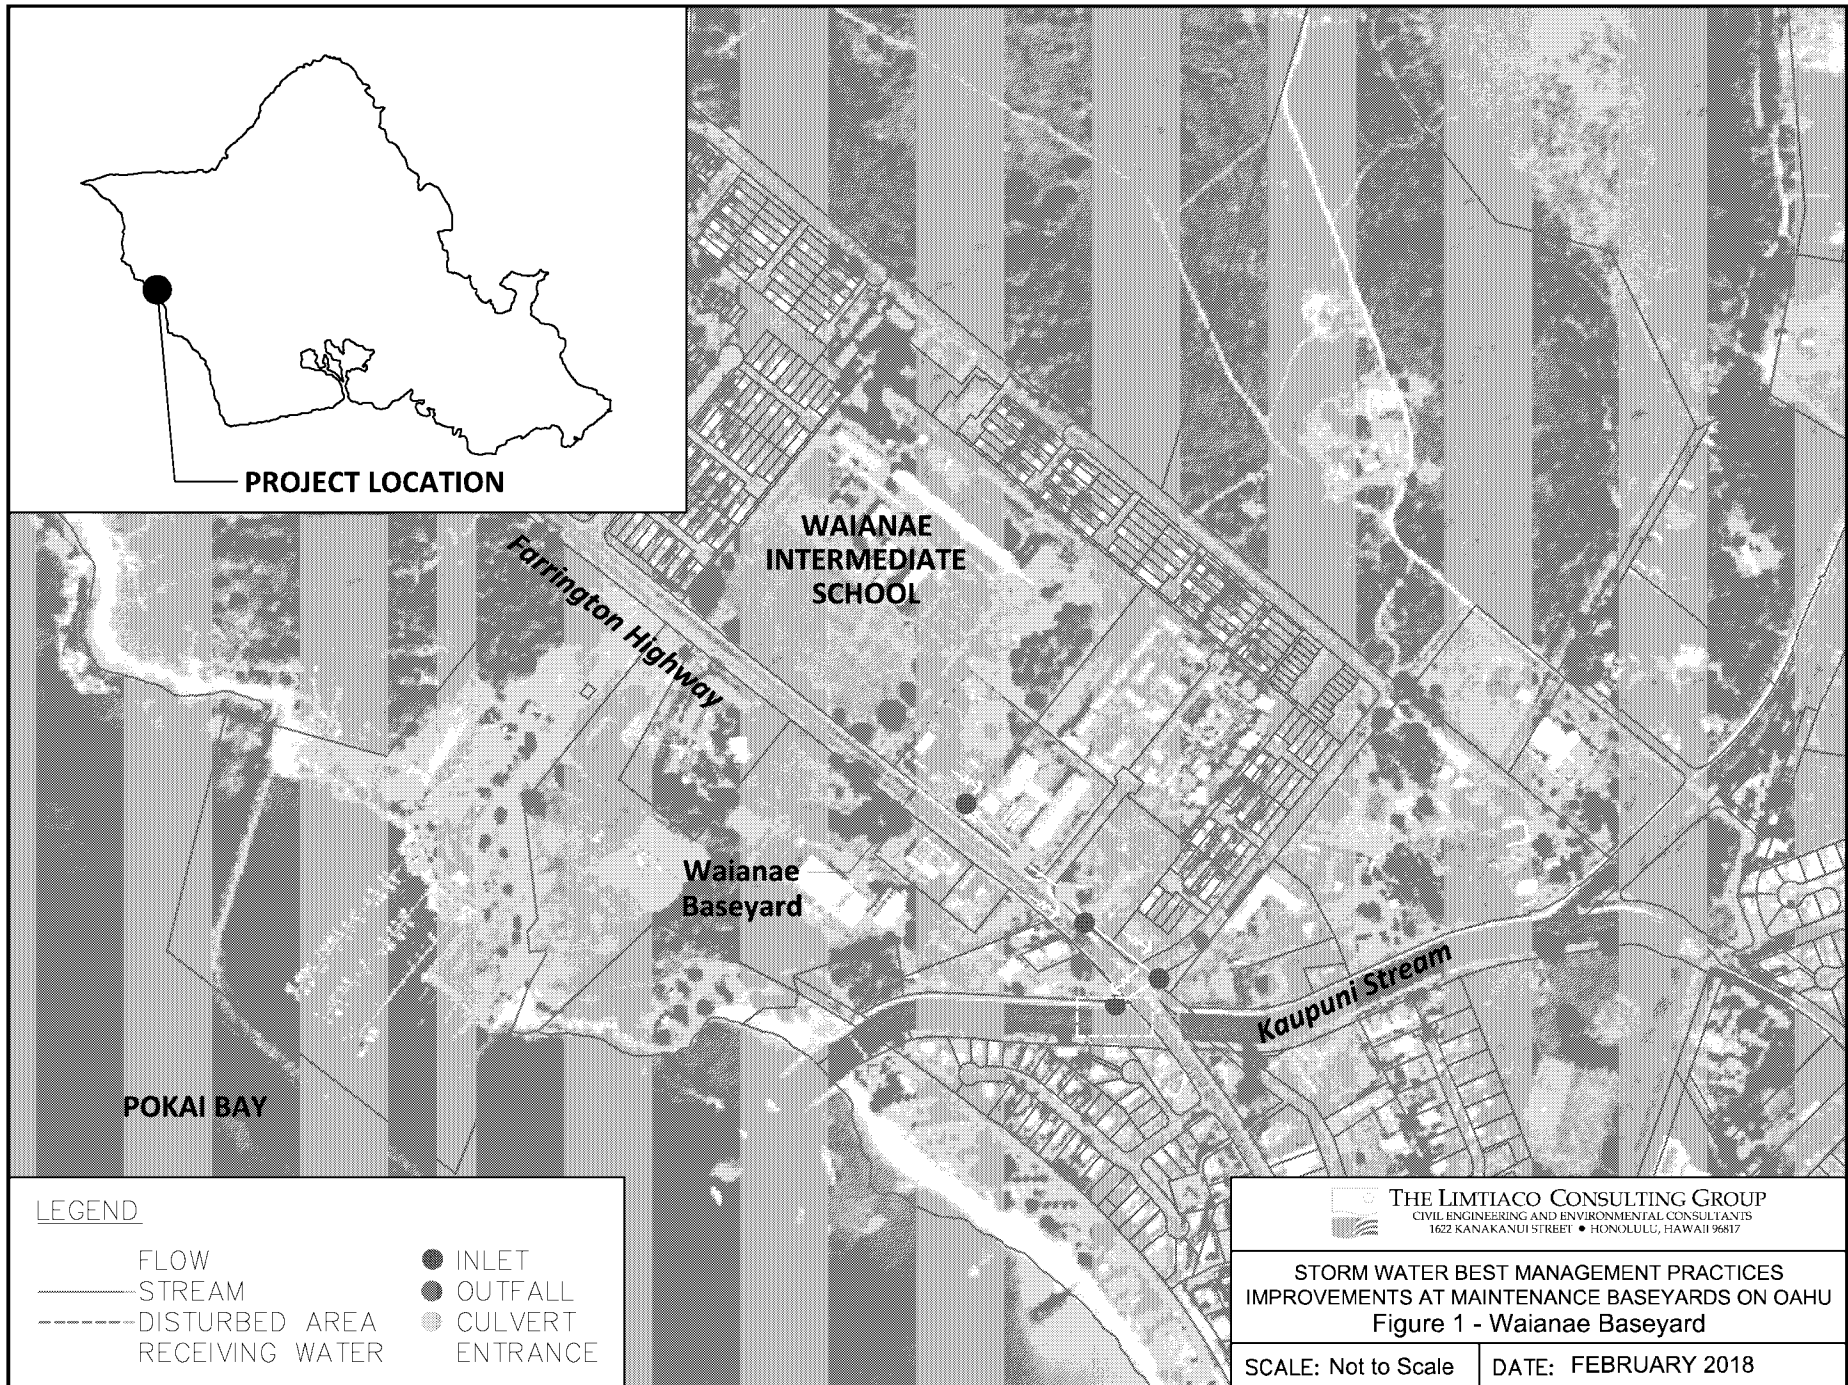 PROJECT LOCATION
WAIANAE
INTERMEDIATE
SCHOOL
Farrington Highway
Waianae
Baseyard
Kaupuni Stream
POKAI BAY
LEGEND
FLOW
STREAM
DISTURBED AREA
RECEIVING WATER
INLET
OUTFALL
CULVERT
ENTRANCE
THE LIMTIACO CONSULTING GROUP
CIVIL ENGINEERING AND ENVIRONMENTAL CONSULTANTS
1622 KANAKANUI STREET • HONOLULU, HAWAII 96817
STORM WATER BEST MANAGEMENT PRACTICES
IMPROVEMENTS AT MAINTENANCE BASEYARDS ON OAHU
Figure 1 - Waianae Baseyard
SCALE: Not to Scale
DATE: FEBRUARY 2018